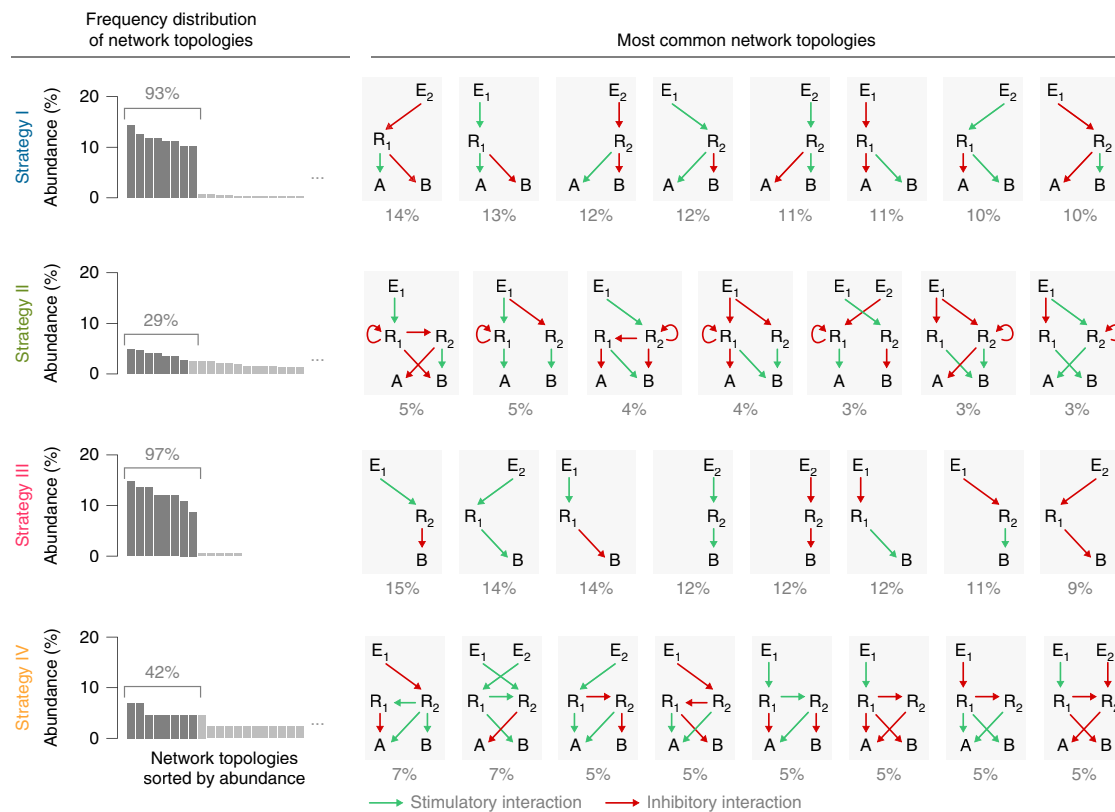 Frequency distribution
of network topologies
Most common network topologies
Strategy I
Abundance (%)
20
10
0
93%
...
E2 R1 A B 14%
E1 R1 A B 13%
E2 R2 A B 12%
E1 R2 A B 12%
E2 R2 A B 11%
E1 R1 A B 11%
E2 R1 A B 10%
E1 R2 A B 10%
Strategy II
Abundance (%)
20
10
0
29%
...
E1 R1 R2 A B 5%
E1 R1 R2 A B 5%
E1 R1 R2 A B 4%
E1 R1 R2 A B 4%
E1 E2 R1 R2 A B 3%
E1 R1 R2 A B 3%
E1 R1 R2 A B 3%
Strategy III
Abundance (%)
20
10
0
97%
E1 R2 B 15%
E2 R1 B 14%
E1 R1 B 14%
E2 R2 B 12%
E2 R2 B 12%
E1 R1 B 12%
E1 R2 B 11%
E2 R1 B 9%
Strategy IV
Abundance (%)
20
10
0
42%
...
Network topologies
sorted by abundance
E1 R1 R2 A B 7%
E1 E2 R1 R2 A B 7%
E2 R1 R2 A B 5%
E1 R1 R2 A B 5%
E1 R1 R2 A B 5%
E1 R1 R2 A B 5%
E1 R1 R2 A B 5%
E1 E2 R1 R2 A B 5%
Stimulatory interaction
Inhibitory interaction